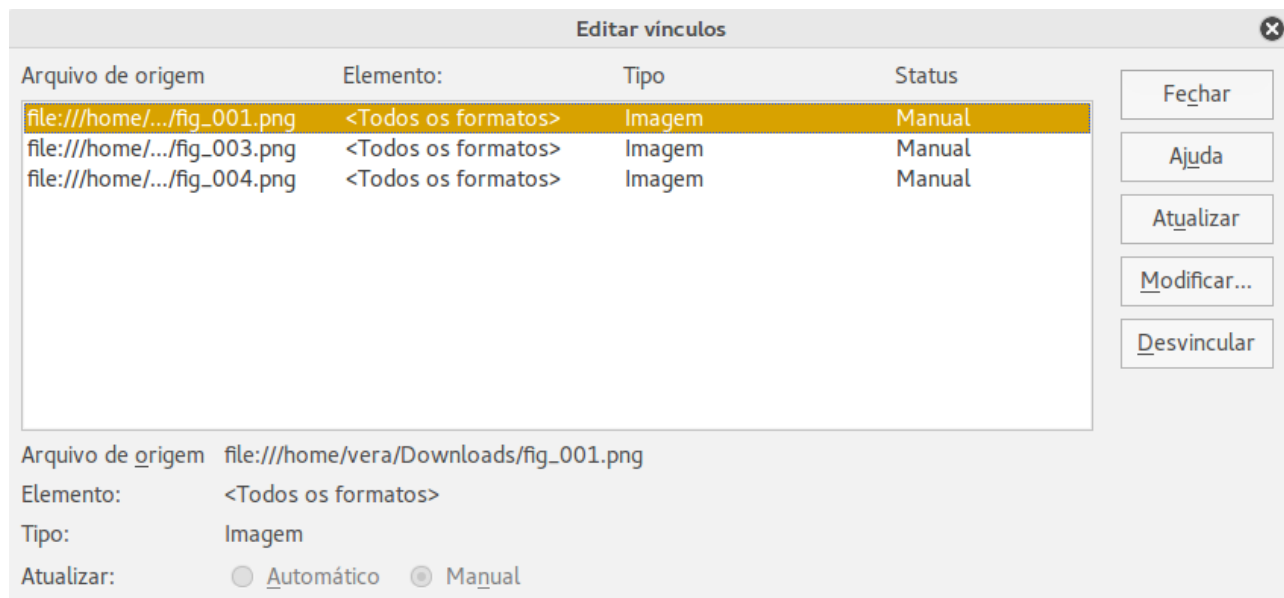 Editar vínculos
Arquivo de origem Elemento: Tipo Status
file:///home/.../fig_001.png <Todos os formatos> Imagem Manual
file:///home/.../fig_003.png <Todos os formatos> Imagem Manual
file:///home/.../fig_004.png <Todos os formatos> Imagem Manual
Fechar
Ajuda
Atualizar
Modificar...
Desvincular
Arquivo de origem file:///home/vera/Downloads/fig_001.png
Elemento: <Todos os formatos>
Tipo: Imagem
Atualizar: Automático Manual